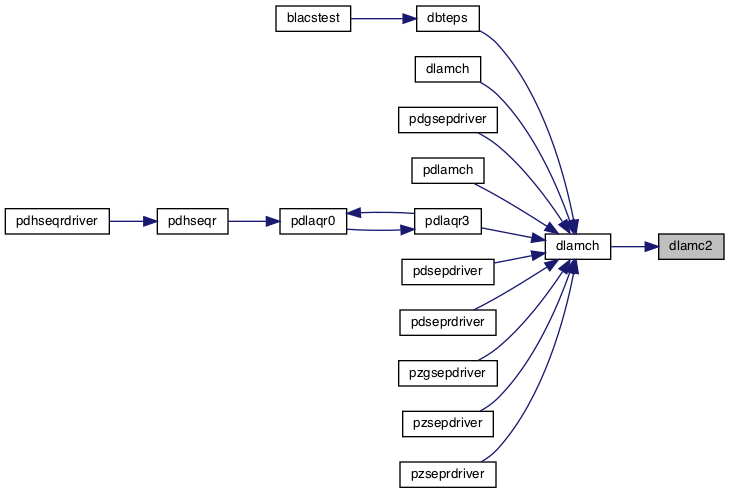 blacstest
dbteps
dlamch
pdgsepdriver
pdlamch
pdhseqrdriver
pdhseqr
pdlaqr0
pdlaqr3
dlamch
dlamc2
pdsepdriver
pdseprdriver
pzgsepdriver
pzsepdriver
pzseprdriver